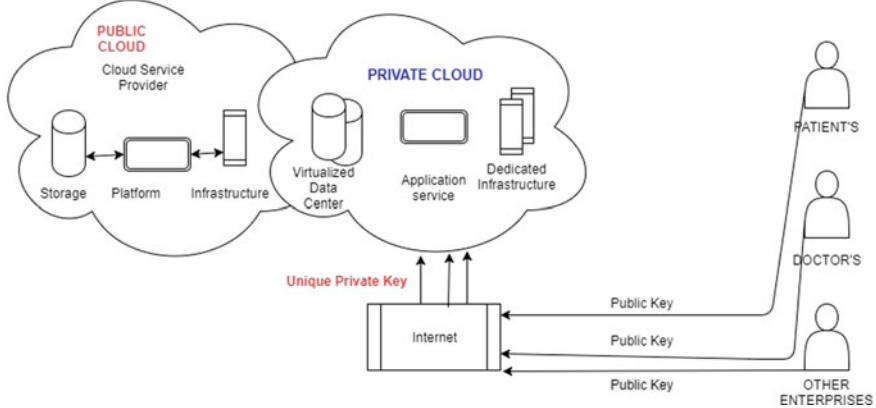 PUBLIC
CLOUD
Cloud Service
Provider
Storage
Platform
Infrastructure
PRIVATE CLOUD
Virtualized
Data
Center
Application
service
Dedicated
Infrastructure
Unique Private Key
Internet
Public Key
Public Key
Public Key
PATIENT'S
DOCTOR'S
OTHER
ENTERPRISES